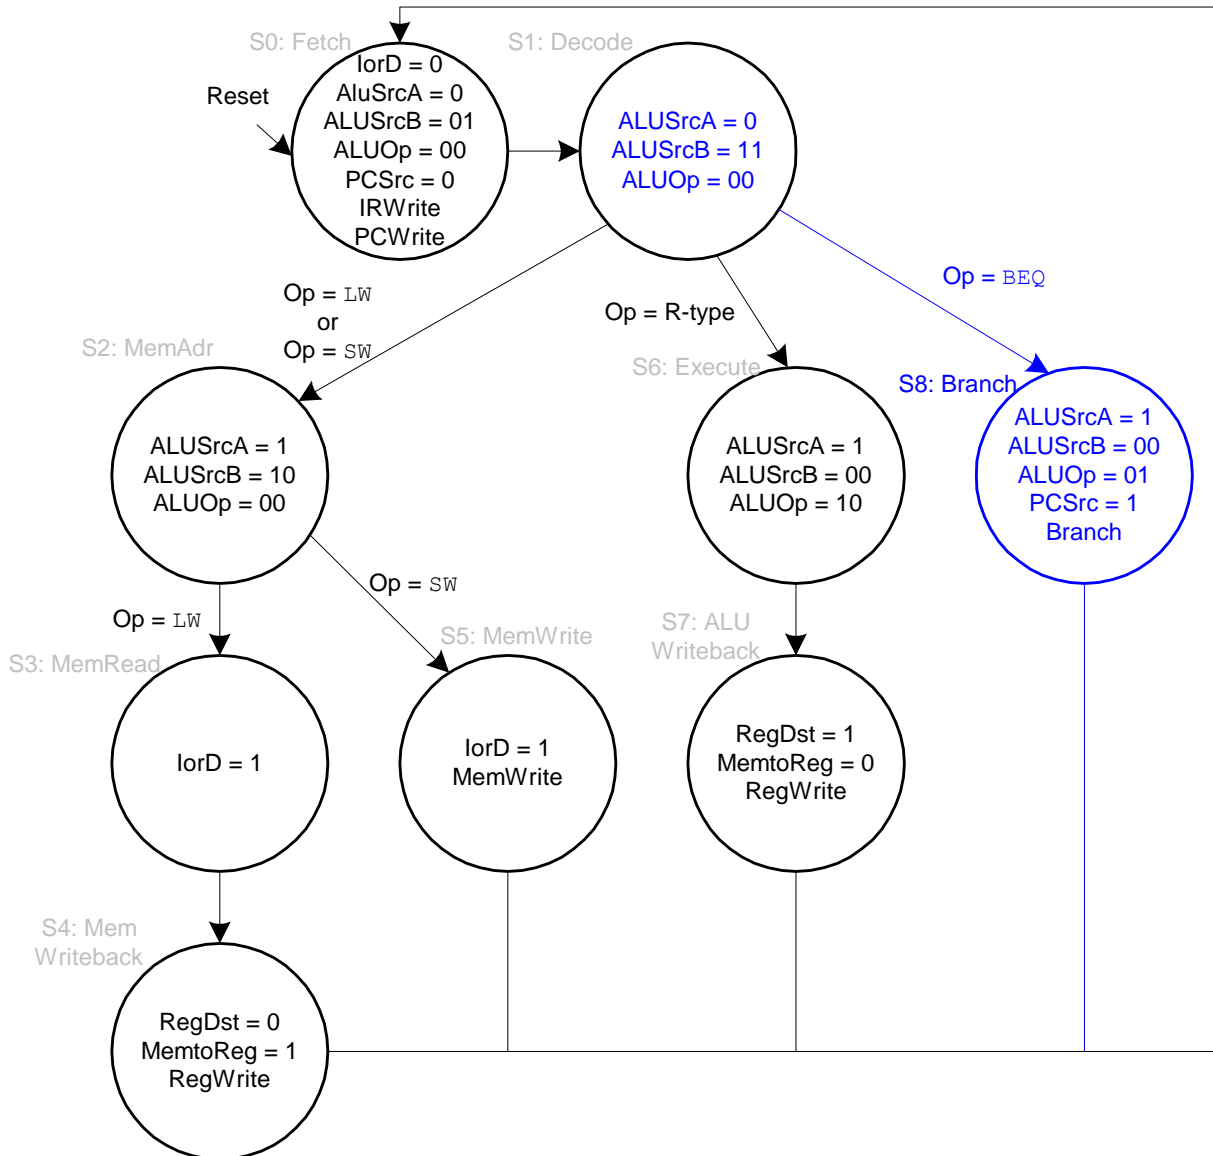 S0: Fetch
S1: Decode
Reset
IorD = 0
AluSrcA = 0
ALUSrcB = 01
ALUOp = 00
PCSrc = 0
IRWrite
PCWrite
ALUSrcA = 0
ALUSrcB = 11
ALUOp = 00
Op = LW
or
Op = SW
Op = R-type
Op = BEQ
S2: MemAdr
S6: Execute
S8: Branch
ALUSrcA = 1
ALUSrcB = 10
ALUOp = 00
ALUSrcA = 1
ALUSrcB = 00
ALUOp = 10
ALUSrcA = 1
ALUSrcB = 00
ALUOp = 01
PCSrc = 1
Branch
Op = LW
Op = SW
S3: MemRead
S5: MemWrite
S7: ALU
Writeback
IorD = 1
IorD = 1
MemWrite
RegDst = 1
MemtoReg = 0
RegWrite
S4: Mem
Writeback
RegDst = 0
MemtoReg = 1
RegWrite